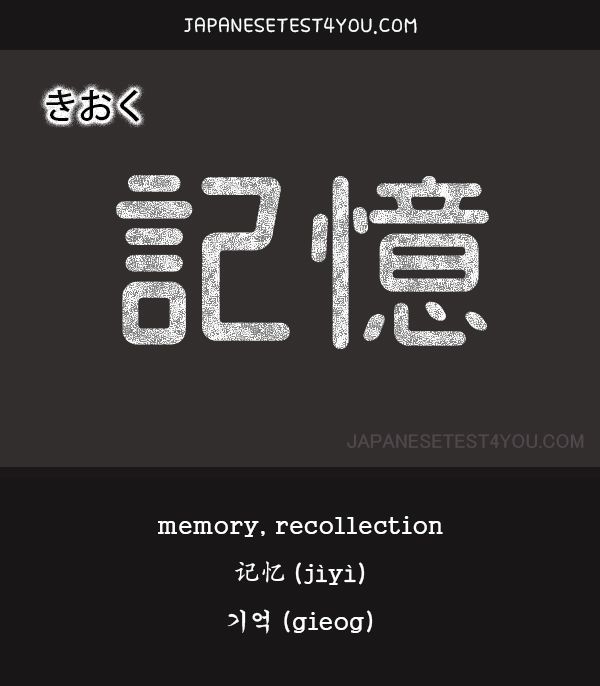 JAPANESETEST4YOU.COM
きおく
記憶
JAPANESETEST4YOU.COM
memory, recollection
记忆 (jìyì)
기억 (gieog)